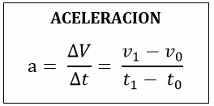 ACELERACION
a = ΔV/Δt = (v₁ − v₀)/(t₁ − t₀)